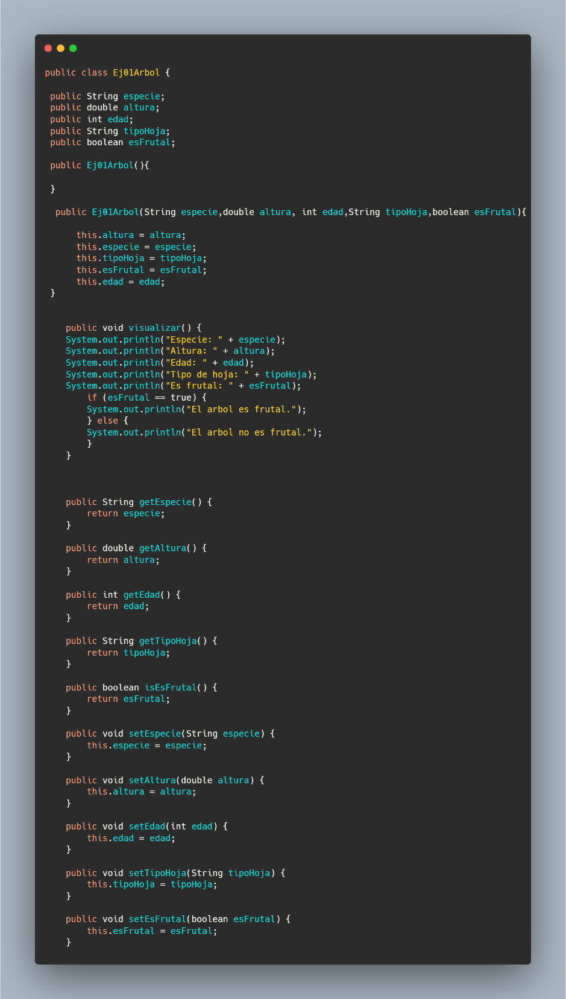 public class Ej01Arbol {
public String especie;
public double altura;
public int edad;
public String tipoHoja;
public boolean esFrutal;
public Ej01Arbol(){
}
public Ej01Arbol(String especie,double altura, int edad,String tipoHoja,boolean esFrutal){
this.altura = altura;
this.especie = especie;
this.tipoHoja = tipoHoja;
this.esFrutal = esFrutal;
this.edad = edad;
}
public void visualizar() {
System.out.println("Especie: " + especie);
System.out.println("Altura: " + altura);
System.out.println("Edad: " + edad);
System.out.println("Tipo de hoja: " + tipoHoja);
System.out.println("Es frutal: " + esFrutal);
if (esFrutal == true) {
System.out.println("El arbol es frutal.");
} else {
System.out.println("El arbol no es frutal.");
}
}
public String getEspecie() {
return especie;
}
public double getAltura() {
return altura;
}
public int getEdad() {
return edad;
}
public String getTipoHoja() {
return tipoHoja;
}
public boolean isEsFrutal() {
return esFrutal;
}
public void setEspecie(String especie) {
this.especie = especie;
}
public void setAltura(double altura) {
this.altura = altura;
}
public void setEdad(int edad) {
this.edad = edad;
}
public void setTipoHoja(String tipoHoja) {
this.tipoHoja = tipoHoja;
}
public void setEsFrutal(boolean esFrutal) {
this.esFrutal = esFrutal;
}